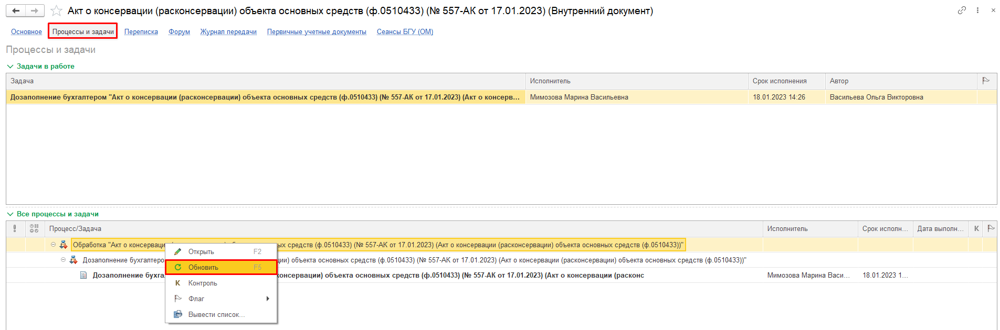 Акт о консервации (расконсервации) объекта основных средств (ф.0510433) (№ 557-АК от 17.01.2023) (Внутренний документ)
Основное Процессы и задачи Переписка Форум Журнал передачи Первичные учетные документы Сеансы БГУ (ОМ)
Процессы и задачи
Задачи в работе
Задача Исполнитель Срок исполнения Автор
Дозаполнение бухгалтером "Акт о консервации (расконсервации) объекта основных средств (ф.0510433) (№ 557-АК от 17.01.2023) (Акт о консерв... Мимозова Марина Васильевна 18.01.2023 14:26 Васильева Ольга Викторовна
Все процессы и задачи
Процесс/Задача Исполнитель Срок исполн... Дата выполн... К
Обработка "Акт о консерваци ных средств (ф.0510433) (№ 557-АК от 17.01.2023) (Акт о консервации (расконсервации) объекта основных средств (ф.0510433))"
Открыть F2
Дозаполнение бухгалтеро ции) объекта основных средств (ф.0510433) (№ 557-АК от 17.01.2023) (Акт о консервации (расконсервации) объекта основных средств (ф.0510433))"
Обновить F5
Дозаполнение бухга консервации) объекта основных средств (ф.0510433) (№ 557-АК от 17.01.2023) (Акт о консервации (расконс Мимозова Марина Васи... 18.01.2023 1...
К Контроль
Флаг
Вывести список...